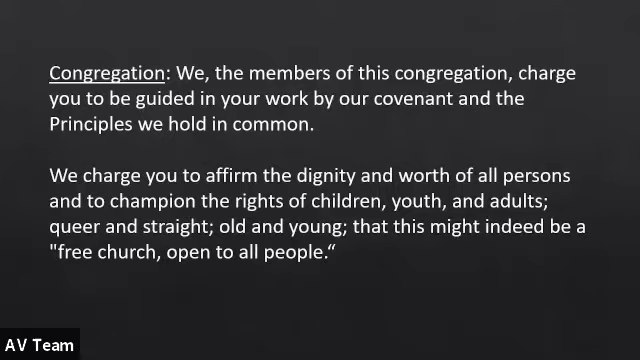 Congregation: We, the members of this congregation, charge
you to be guided in your work by our covenant and the
Principles we hold in common.
We charge you to affirm the dignity and worth of all persons
and to champion the rights of children, youth, and adults;
queer and straight; old and young; that this might indeed be a
"free church, open to all people.“
AV Team